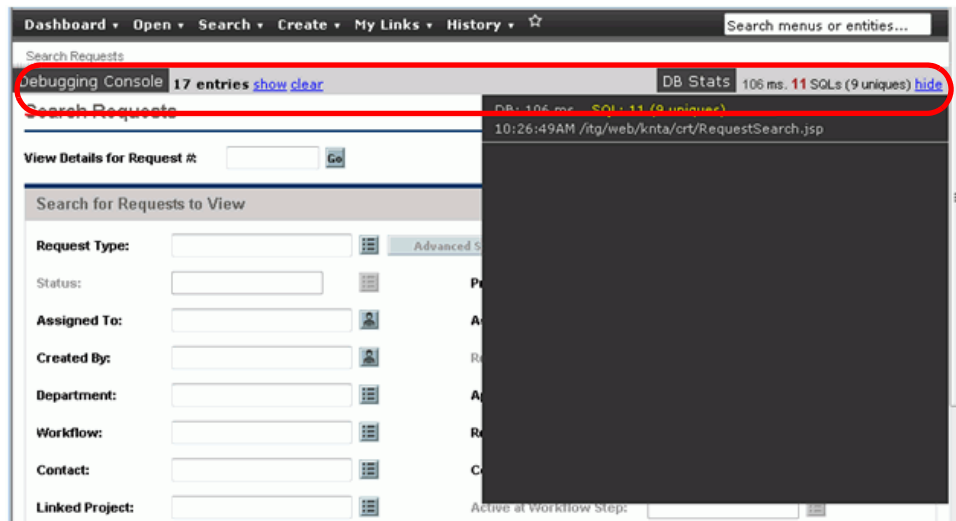 Dashboard ▾ Open ▾ Search ▾ Create ▾ My Links ▾ History ▾ ☆ Search menus or entities...
Search Requests
Debugging Console 17 entries show clear DB Stats 106 ms. 11 SQLs (9 uniques) hide
Search Requests DB: 106 ms. SQL: 11 (9 uniques)
10:26:49AM /itg/web/knta/crt/RequestSearch.jsp
View Details for Request #: Go
Search for Requests to View
Request Type: Advanced S
Status:
Assigned To:
Created By:
Department:
Workflow:
Contact:
Linked Project: Active at Workflow Step: